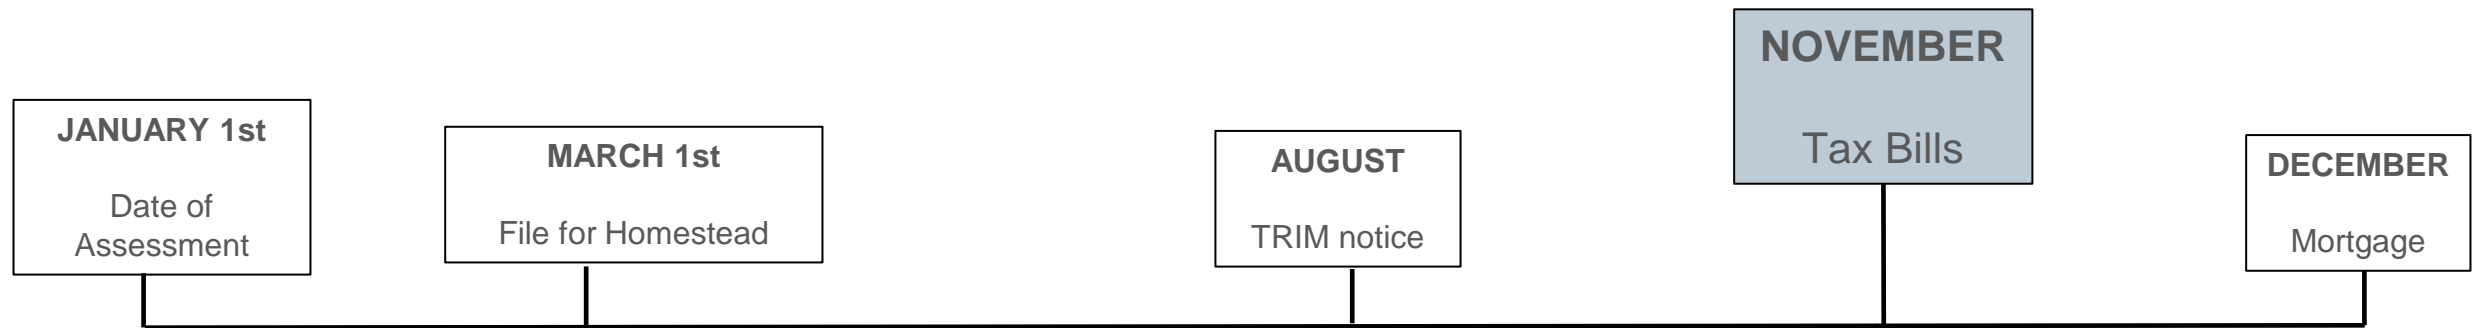 JANUARY 1st
Date of
Assessment
MARCH 1st
File for Homestead
AUGUST
TRIM notice
NOVEMBER
Tax Bills
DECEMBER
Mortgage